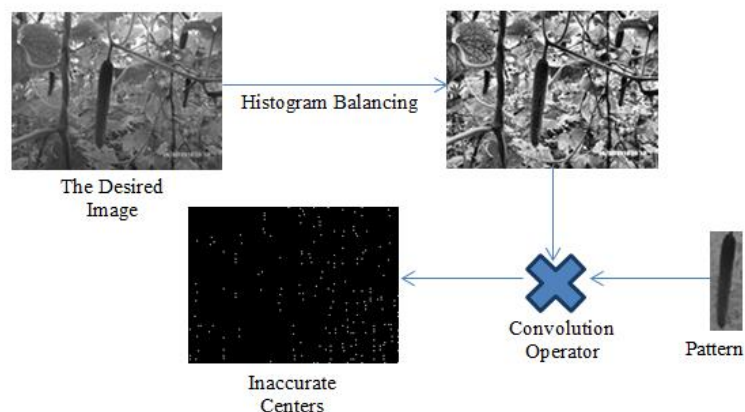 Histogram Balancing
The Desired
Image
Convolution
Operator
Pattern
Inaccurate
Centers